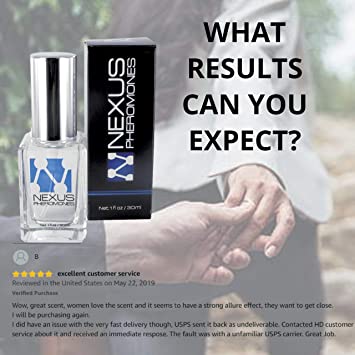 WHAT
RESULTS
CAN YOU
EXPECT?
NEXUS
PHEROMONES
Net.1fl oz / 30ml
NEXUS
PHEROMONES
Net. 1 fl oz / 30ml
B
excellent customer service
Reviewed in the United States on May 22, 2019
Verified Purchase
Wow, great scent, women love the scent and it seems to have a strong allure effect, they want to get close.
I will be purchasing again.
I did have an issue with the very fast delivery though, USPS sent it back as undeliverable. Contacted HD customer
service about it and received an immediate respose. The fault was with a unfamiliar USPS carrier. Great Job.